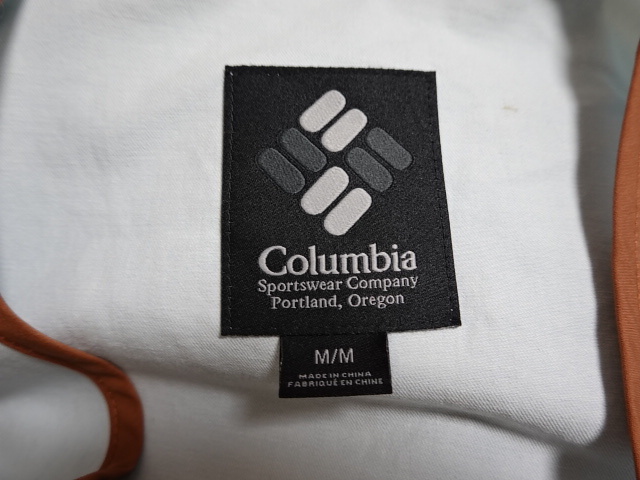 Columbia
Sportswear Company
Portland, Oregon
M/M
MADE IN CHINA
FABRIQUÉ EN CHINE